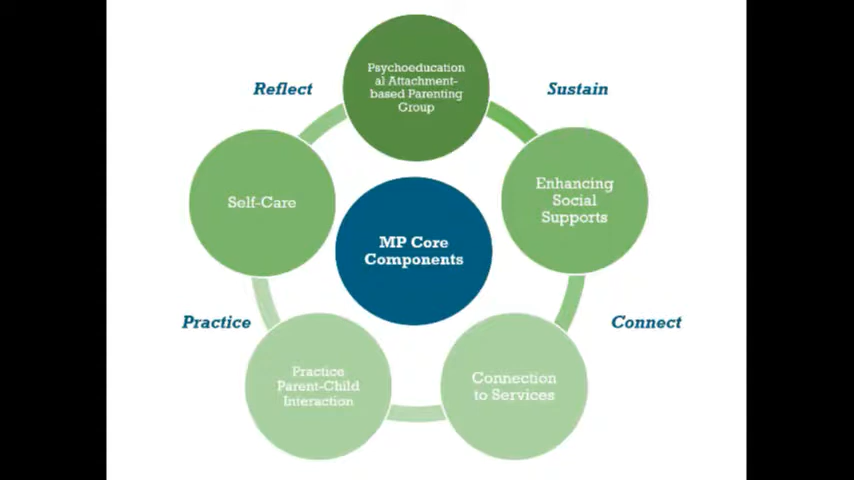 Psychoeducation
al Attachment-
based Parenting
Group
Reflect
Sustain
Self-Care
Enhancing
Social
Supports
MP Core
Components
Practice
Connect
Practice
Parent-Child
Interaction
Connection
to Services